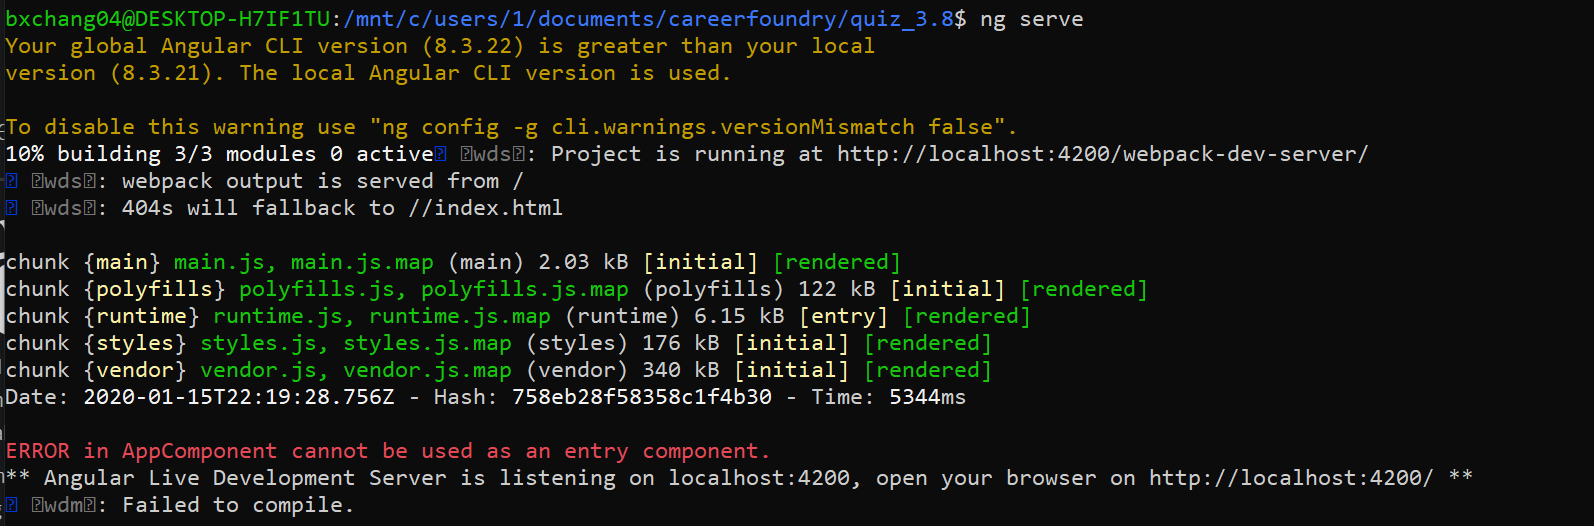 bxchang04@DESKTOP-H7IF1TU:/mnt/c/users/1/documents/careerfoundry/quiz_3.8$ ng serve
Your global Angular CLI version (8.3.22) is greater than your local
version (8.3.21). The local Angular CLI version is used.
To disable this warning use "ng config -g cli.warnings.versionMismatch false".
10% building 3/3 modules 0 active wds: Project is running at http://localhost:4200/webpack-dev-server/
wds: webpack output is served from /
wds: 404s will fallback to //index.html
chunk {main} main.js, main.js.map (main) 2.03 kB [initial] [rendered]
chunk {polyfills} polyfills.js, polyfills.js.map (polyfills) 122 kB [initial] [rendered]
chunk {runtime} runtime.js, runtime.js.map (runtime) 6.15 kB [entry] [rendered]
chunk {styles} styles.js, styles.js.map (styles) 176 kB [initial] [rendered]
chunk {vendor} vendor.js, vendor.js.map (vendor) 340 kB [initial] [rendered]
Date: 2020-01-15T22:19:28.756Z - Hash: 758eb28f58358c1f4b30 - Time: 5344ms
ERROR in AppComponent cannot be used as an entry component.
** Angular Live Development Server is listening on localhost:4200, open your browser on http://localhost:4200/ **
wdm: Failed to compile.